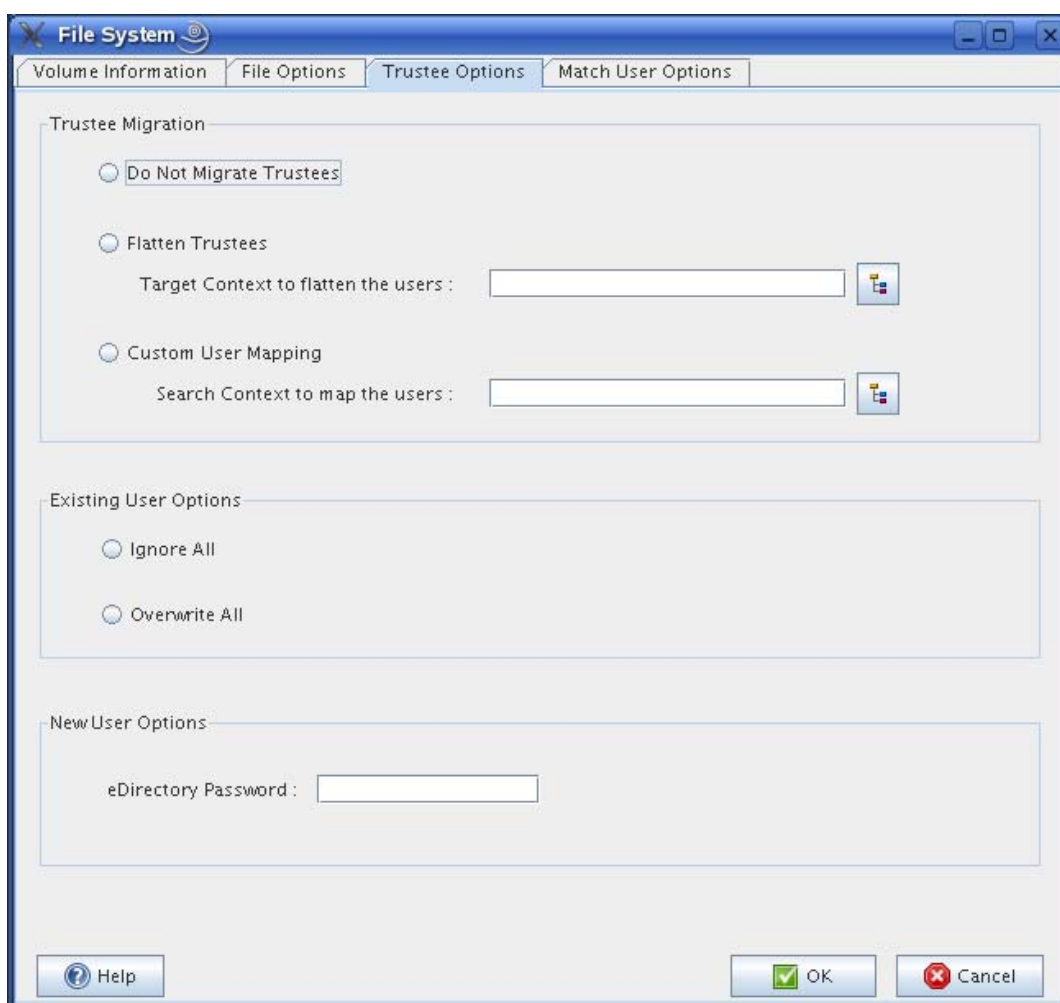 File System
Volume Information File Options Trustee Options Match User Options
Trustee Migration
Do Not Migrate Trustees
Flatten Trustees
Target Context to flatten the users :
Custom User Mapping
Search Context to map the users :
Existing User Options
Ignore All
Overwrite All
New User Options
eDirectory Password :
Help OK Cancel